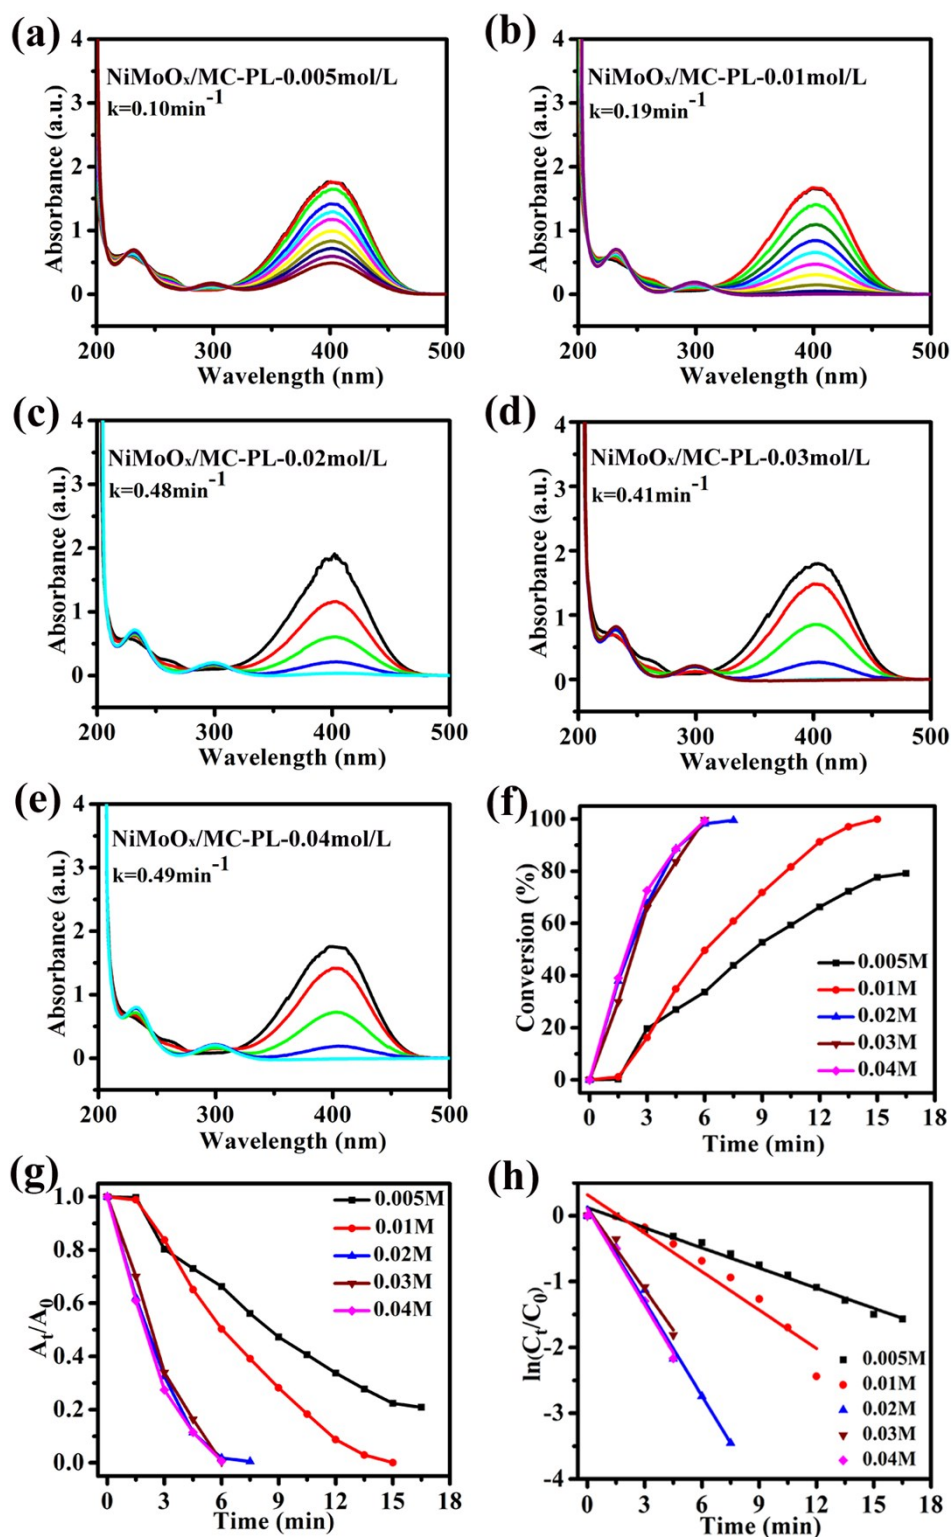 (a)
NiMoOₓ/MC-PL-0.005mol/L
k=0.10min⁻¹
Absorbance (a.u.)
4
3
2
1
0
200 300 400 500
Wavelength (nm)
(b)
NiMoOₓ/MC-PL-0.01mol/L
k=0.19min⁻¹
Absorbance (a.u.)
4
3
2
1
0
200 300 400 500
Wavelength (nm)
(c)
NiMoOₓ/MC-PL-0.02mol/L
k=0.48min⁻¹
Absorbance (a.u.)
4
3
2
1
0
200 300 400 500
Wavelength (nm)
(d)
NiMoOₓ/MC-PL-0.03mol/L
k=0.41min⁻¹
Absorbance (a.u.)
4
3
2
1
0
200 300 400 500
Wavelength (nm)
(e)
NiMoOₓ/MC-PL-0.04mol/L
k=0.49min⁻¹
Absorbance (a.u.)
4
3
2
1
0
200 300 400 500
Wavelength (nm)
(f)
Conversion (%)
100
80
60
40
20
0
0.005M
0.01M
0.02M
0.03M
0.04M
0 3 6 9 12 15 18
Time (min)
(g)
Aₜ/A₀
1.0
0.8
0.6
0.4
0.2
0.0
0.005M
0.01M
0.02M
0.03M
0.04M
0 3 6 9 12 15 18
Time (min)
(h)
ln(Cₜ/C₀)
0
-1
-2
-3
-4
0.005M
0.01M
0.02M
0.03M
0.04M
0 3 6 9 12 15 18
Time (min)